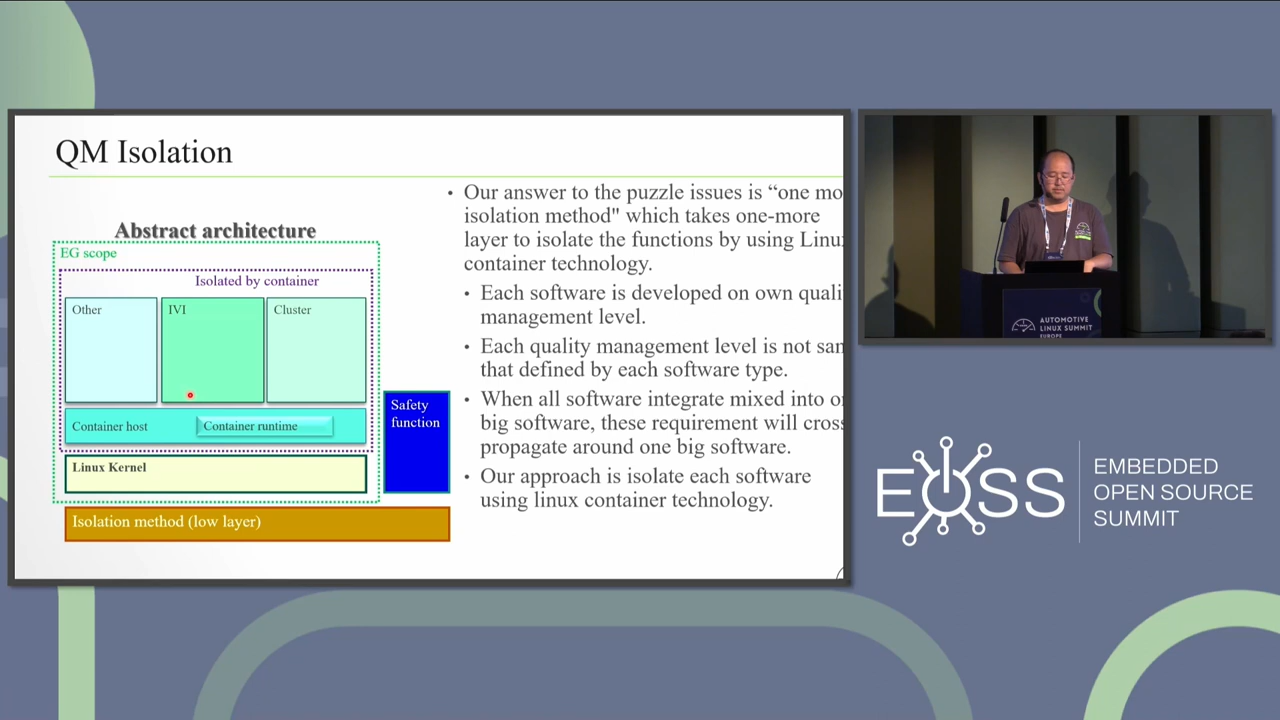 QM Isolation
Abstract architecture
EG scope
Isolated by container
Other
IVI
Cluster
Container host
Container runtime
Linux Kernel
Safety
function
Isolation method (low layer)
• Our answer to the puzzle issues is “one mo
isolation method" which takes one-more
layer to isolate the functions by using Linu
container technology.
• Each software is developed on own quali
management level.
• Each quality management level is not sam
that defined by each software type.
• When all software integrate mixed into o
big software, these requirement will cros
propagate around one big software.
• Our approach is isolate each software
using linux container technology.
AUTOMOTIVE
LINUX SUMMIT
EUROPE
EOSS
EMBEDDED
OPEN SOURCE
SUMMIT